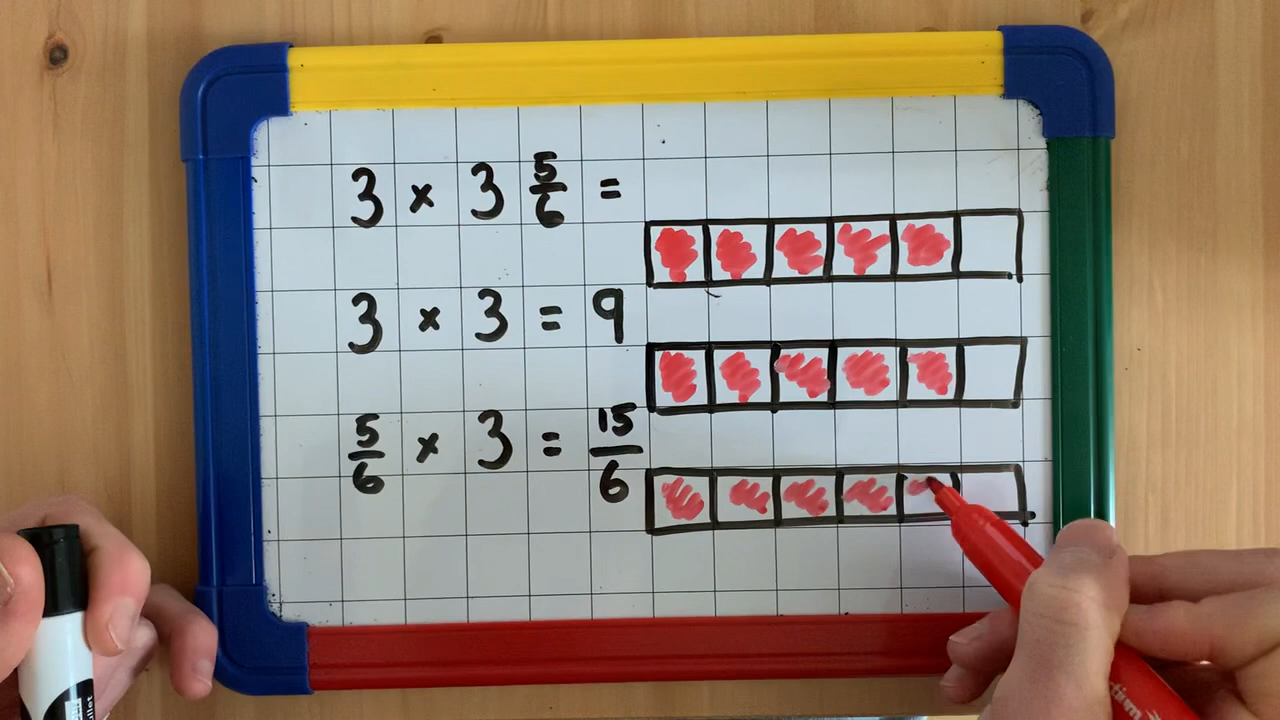 3 × 3 5/6 =
3 × 3 = 9
5/6 × 3 = 15/6